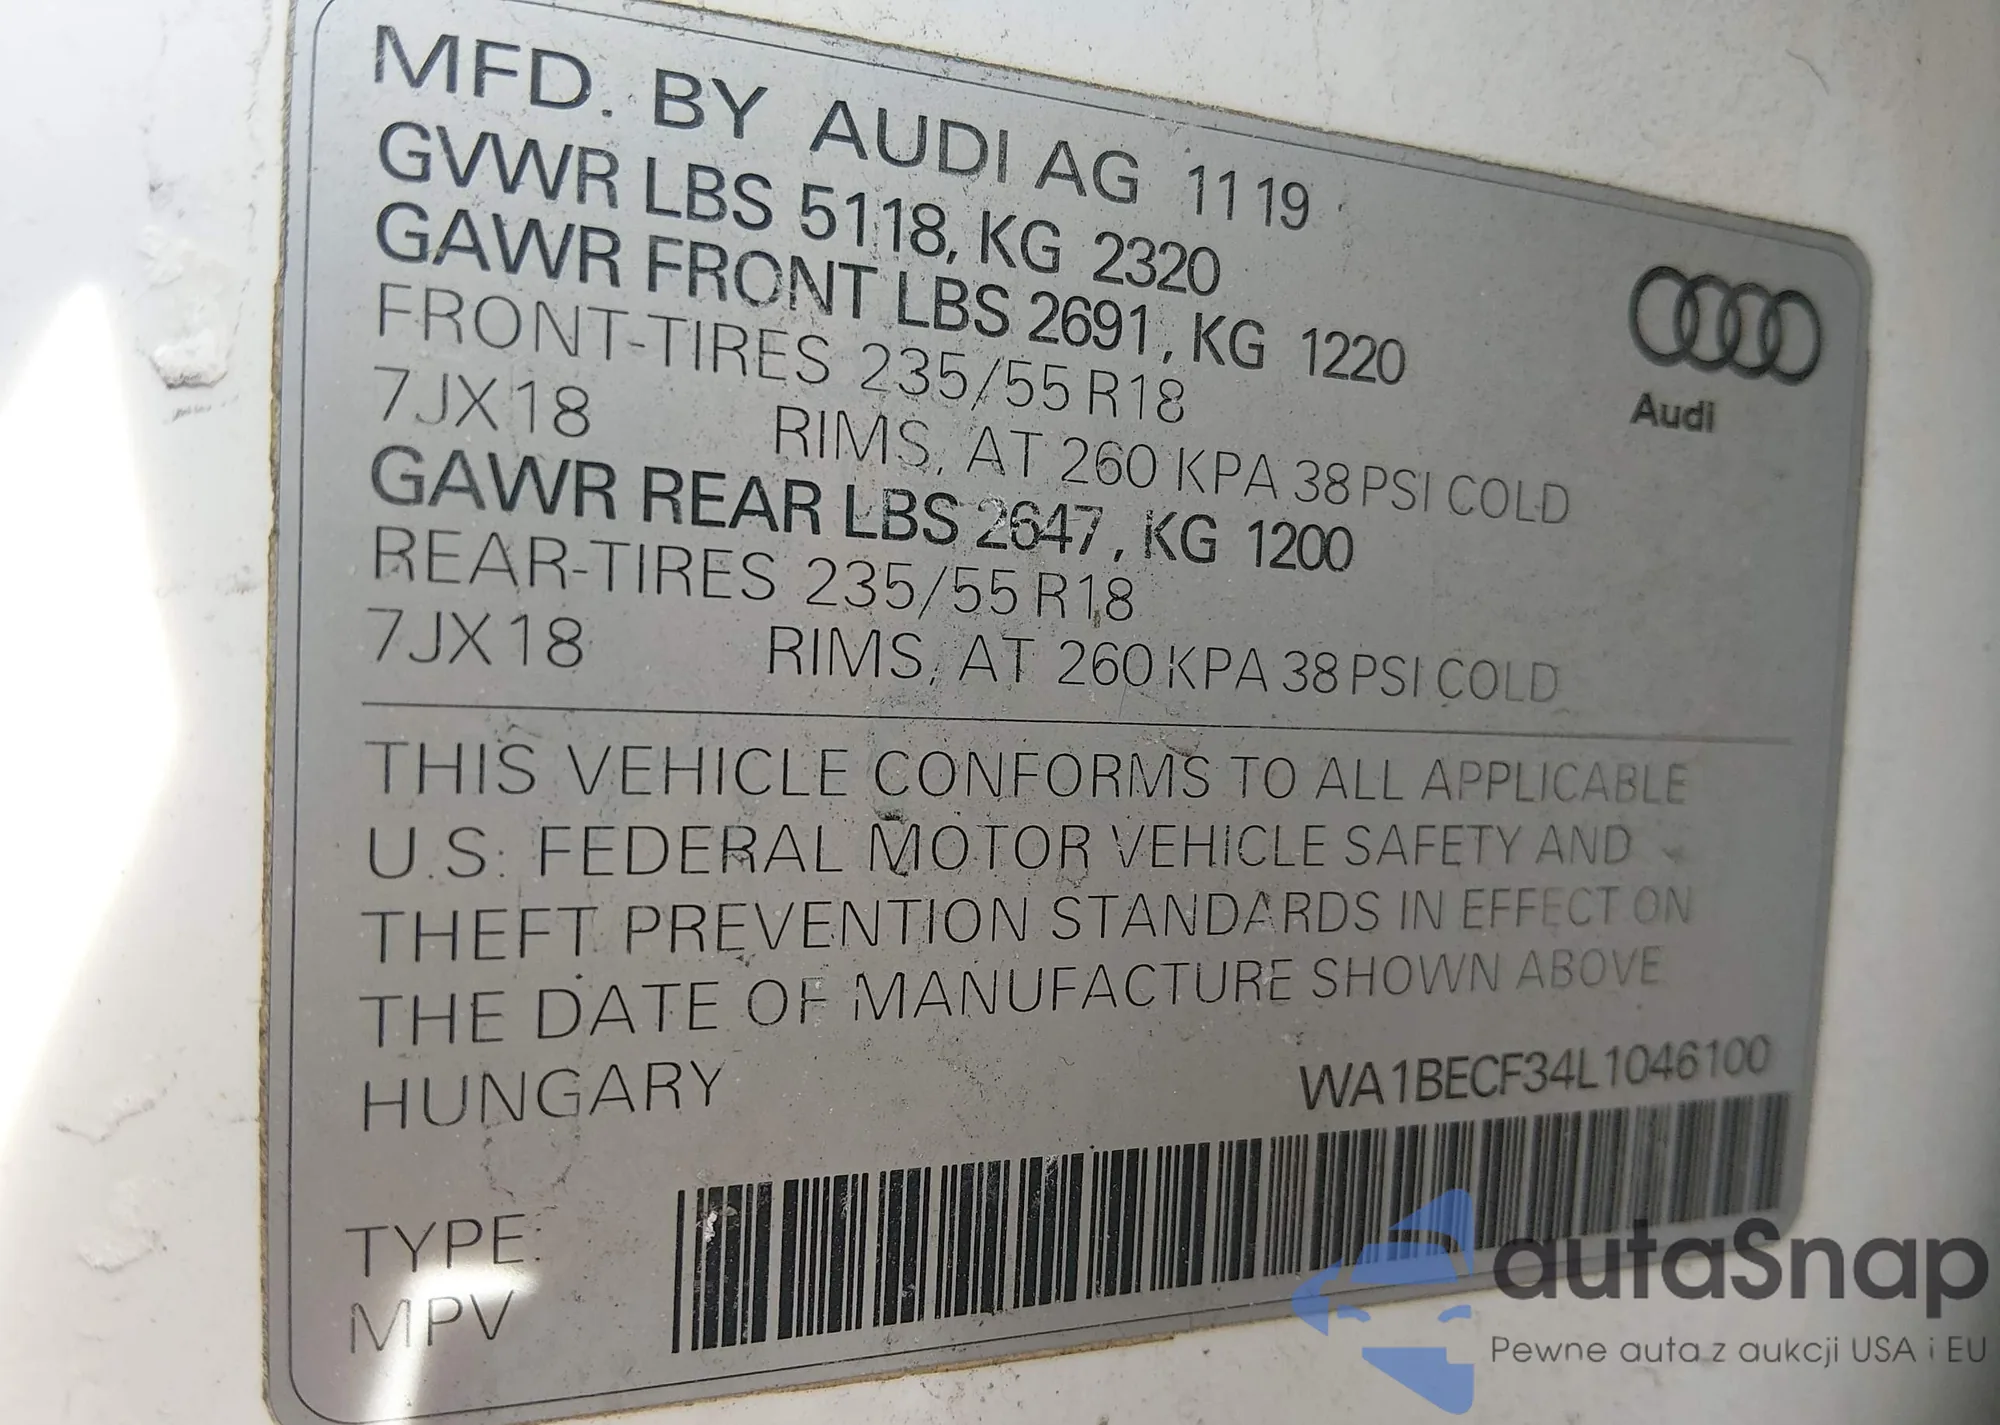 MFD. BY AUDI AG 11 19
GVWR LBS 5118, KG 2320
GAWR FRONT LBS 2691, KG 1220
FRONT-TIRES 235/55 R18
7JX18 RIMS, AT 260 KPA 38 PSI COLD
GAWR REAR LBS 2647, KG 1200
REAR-TIRES 235/55 R18
7JX18 RIMS, AT 260 KPA 38 PSI COLD
Audi
THIS VEHICLE CONFORMS TO ALL APPLICABLE
U.S. FEDERAL MOTOR VEHICLE SAFETY AND
THEFT PREVENTION STANDARDS IN EFFECT ON
THE DATE OF MANUFACTURE SHOWN ABOVE
HUNGARY WA1BECF34L1046100
TYPE:
MPV
autaSnap
Pewne auta z aukcji USA i EU